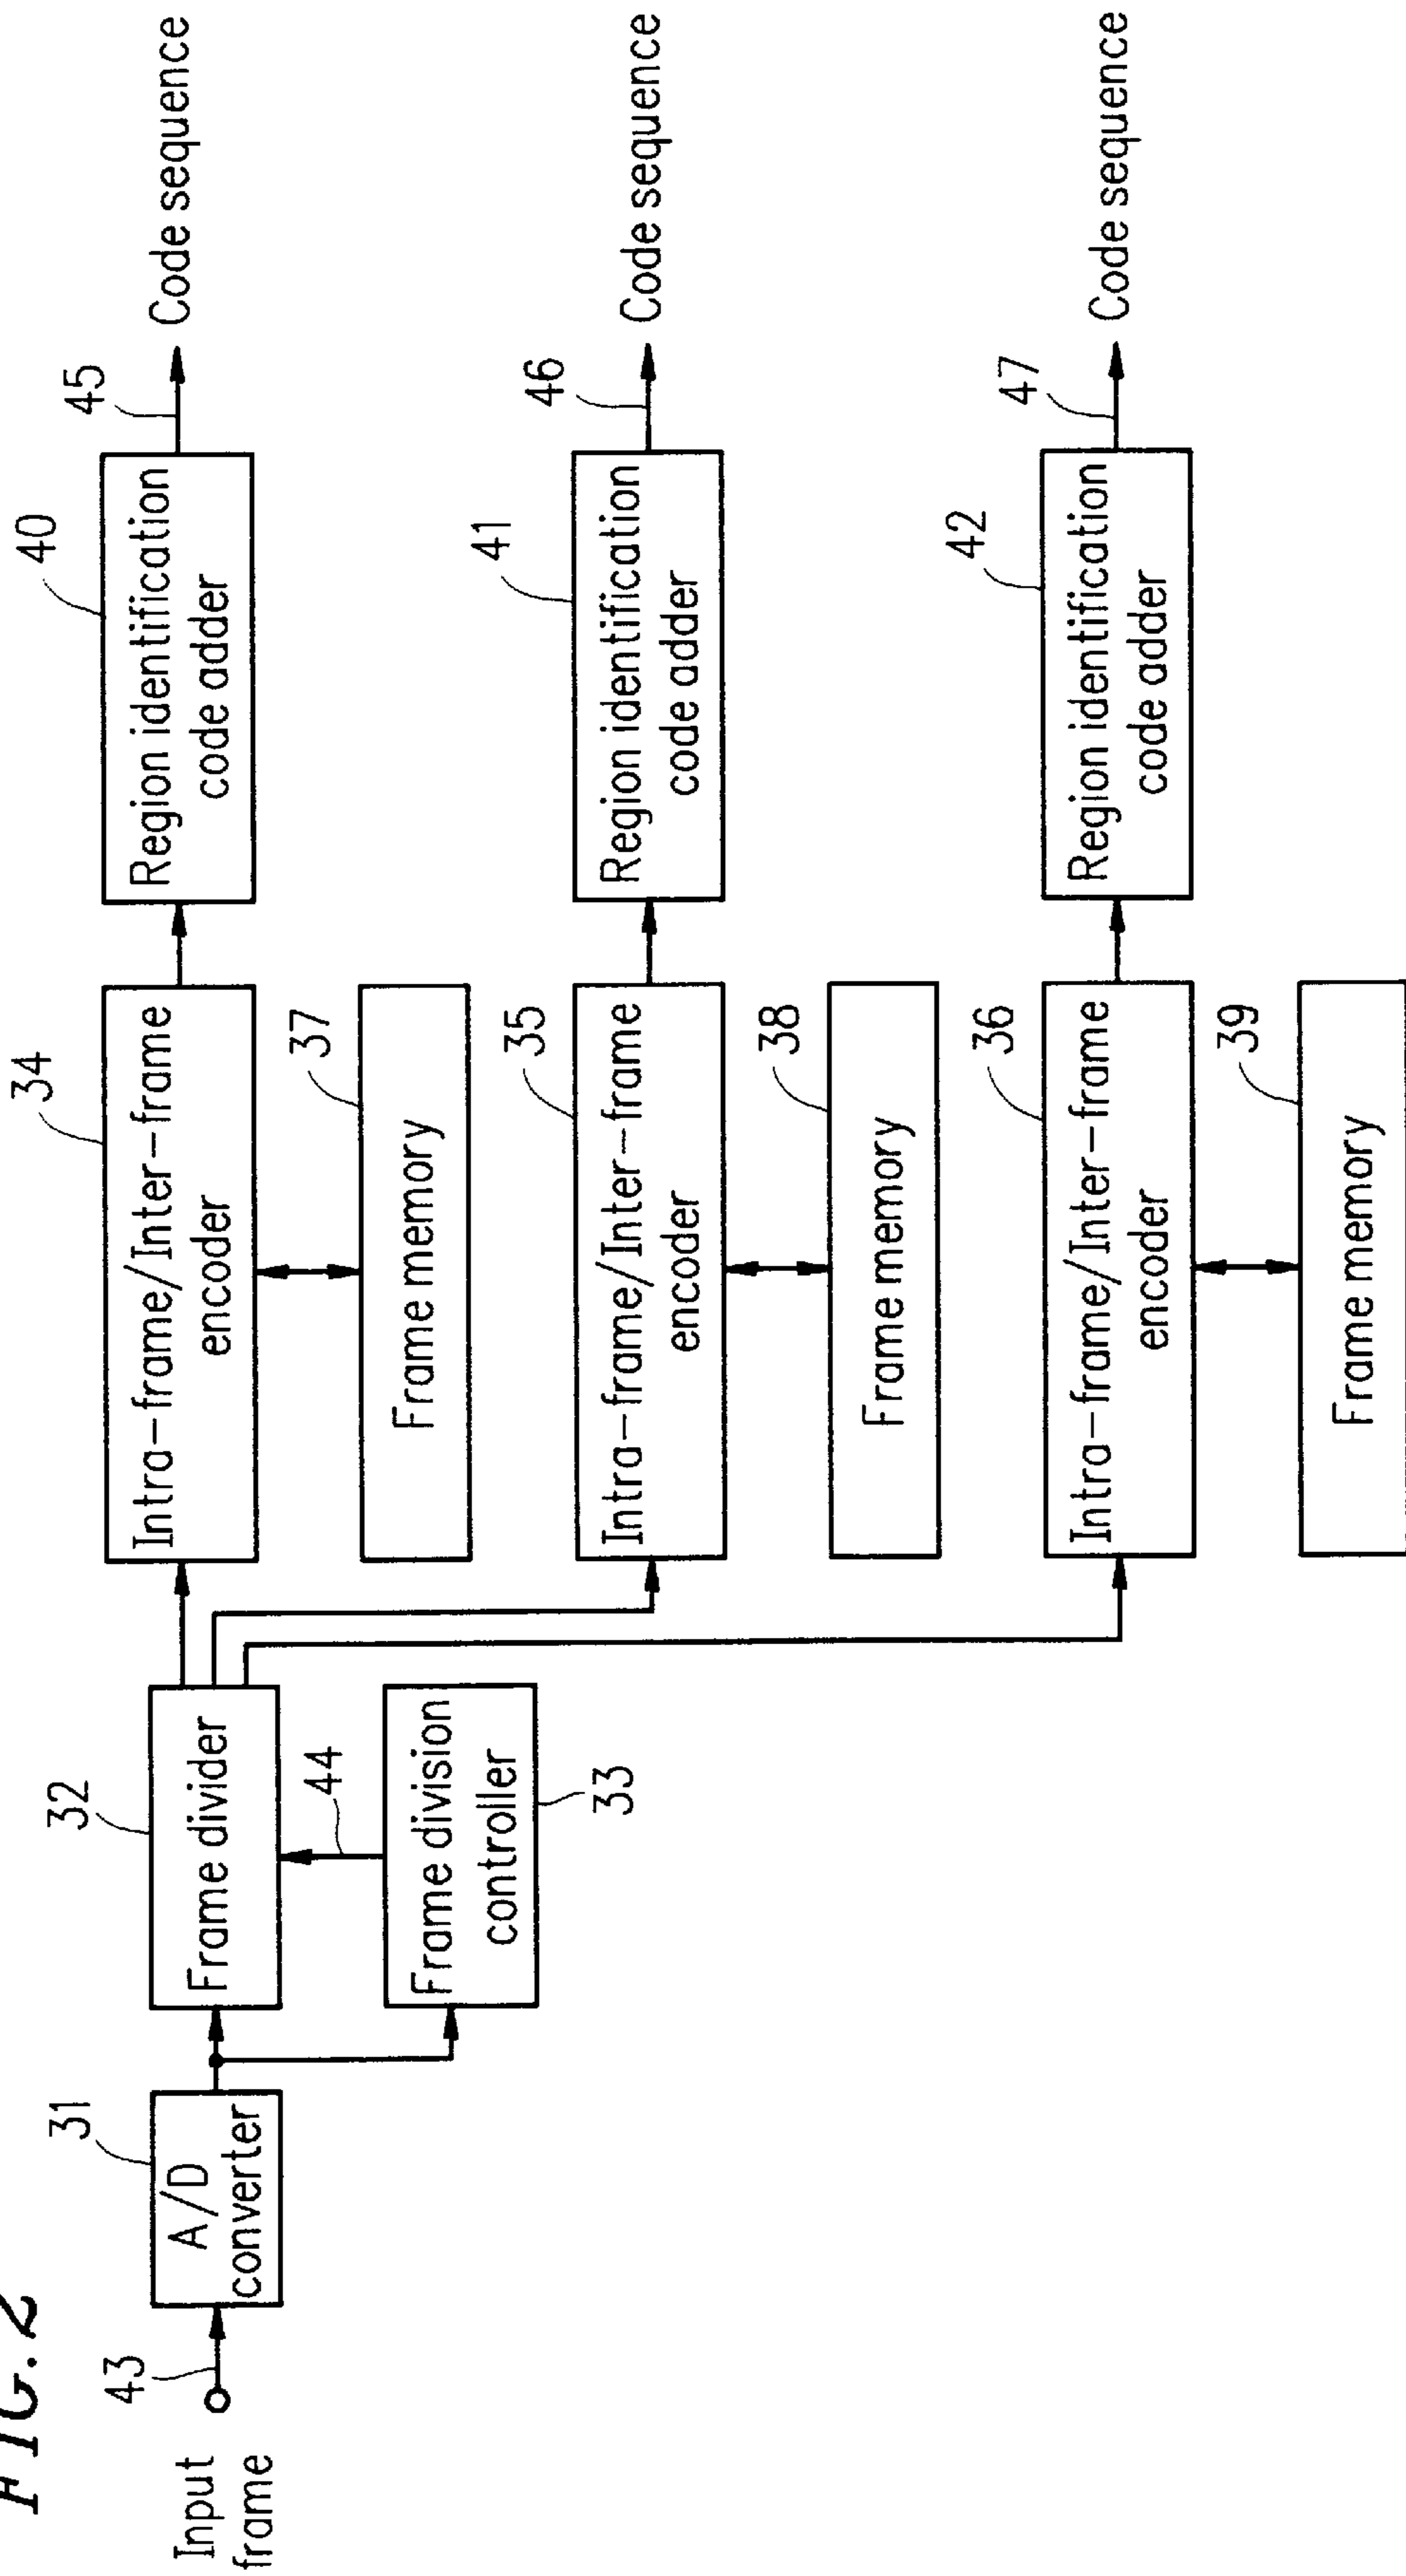 FIG. 2
Input
frame
43
31
A/D
converter
32
Frame divider
44
Frame division
controller
33
34
Intra-frame/Inter-frame
encoder
37
Frame memory
40
Region identification
code adder
45
Code sequence
35
Intra-frame/Inter-frame
encoder
38
Frame memory
41
Region identification
code adder
46
Code sequence
36
Intra-frame/Inter-frame
encoder
39
Frame memory
42
Region identification
code adder
47
Code sequence